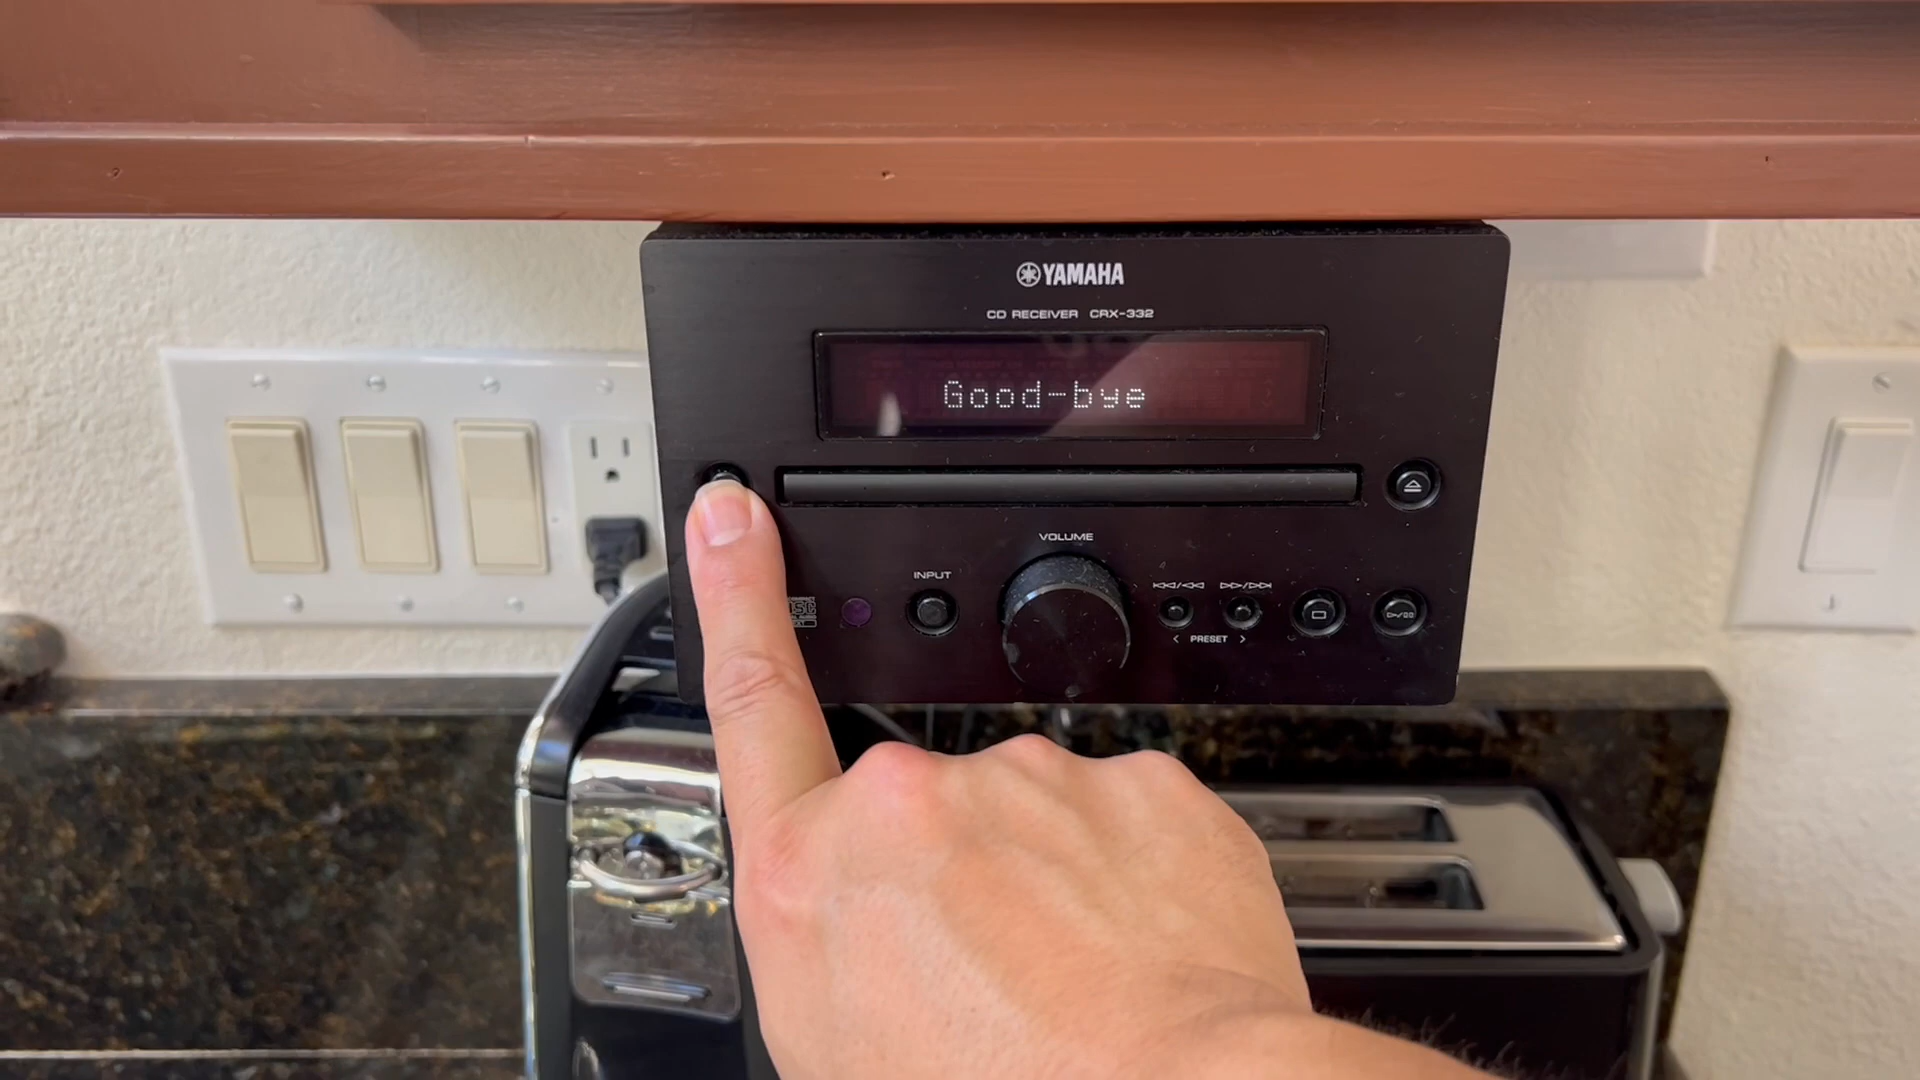 YAMAHA
CD RECEIVER CRX-332
Good-bye
VOLUME
INPUT
< PRESET >